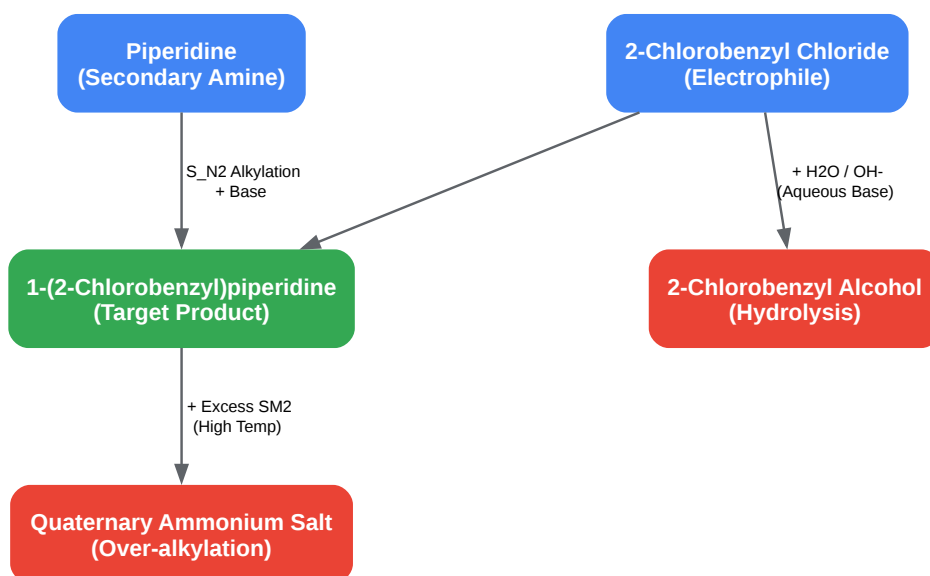 Piperidine
(Secondary Amine)
2-Chlorobenzyl Chloride
(Electrophile)
S_N2 Alkylation
+ Base
+ H2O / OH-
(Aqueous Base)
1-(2-Chlorobenzyl)piperidine
(Target Product)
2-Chlorobenzyl Alcohol
(Hydrolysis)
+ Excess SM2
(High Temp)
Quaternary Ammonium Salt
(Over-alkylation)